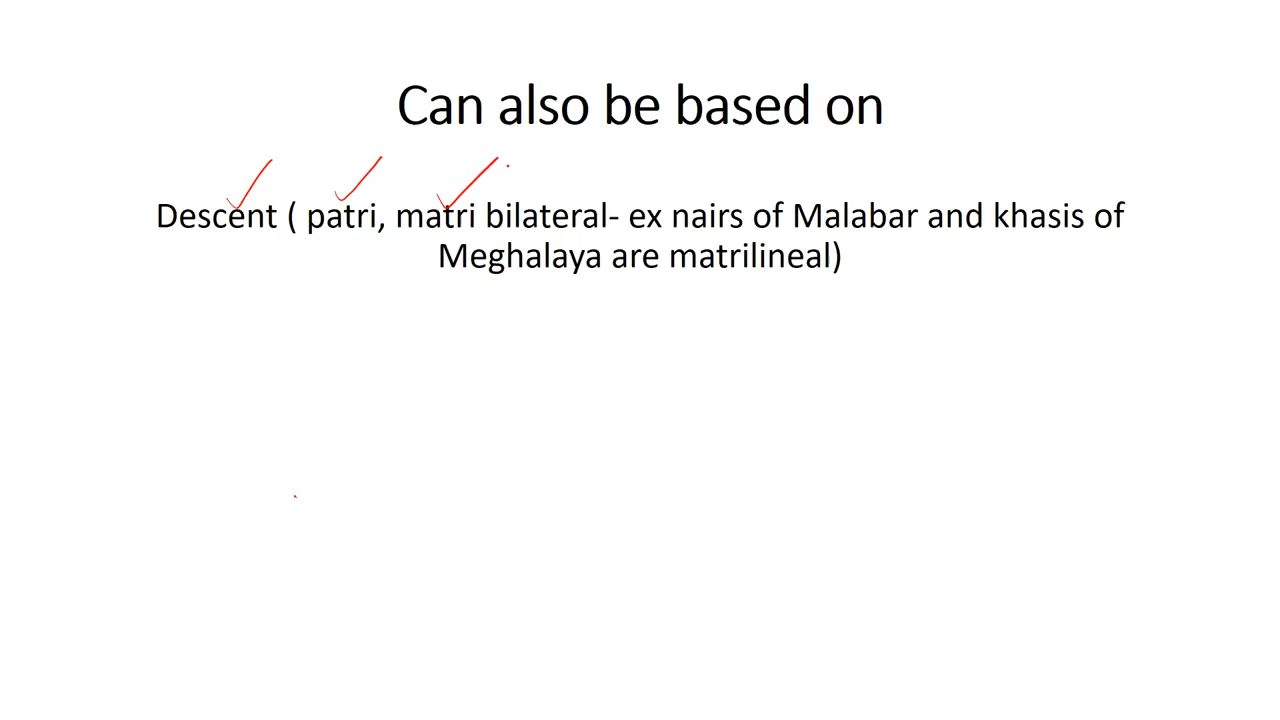 Can also be based on
Descent ( patri, matri bilateral- ex nairs of Malabar and khasis of
Meghalaya are matrilineal)